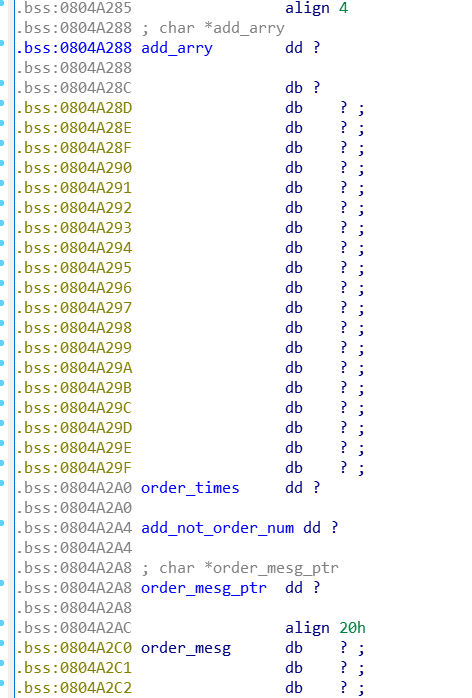 .bss:0804A285 align 4
.bss:0804A288 ; char *add_arry
.bss:0804A288 add_arry dd ?
.bss:0804A288
.bss:0804A28C db ?
.bss:0804A28D db ? ;
.bss:0804A28E db ? ;
.bss:0804A28F db ? ;
.bss:0804A290 db ? ;
.bss:0804A291 db ? ;
.bss:0804A292 db ? ;
.bss:0804A293 db ? ;
.bss:0804A294 db ? ;
.bss:0804A295 db ? ;
.bss:0804A296 db ? ;
.bss:0804A297 db ? ;
.bss:0804A298 db ? ;
.bss:0804A299 db ? ;
.bss:0804A29A db ? ;
.bss:0804A29B db ? ;
.bss:0804A29C db ? ;
.bss:0804A29D db ? ;
.bss:0804A29E db ? ;
.bss:0804A29F db ? ;
.bss:0804A2A0 order_times dd ?
.bss:0804A2A0
.bss:0804A2A4 add_not_order_num dd ?
.bss:0804A2A4
.bss:0804A2A8 ; char *order_mesg_ptr
.bss:0804A2A8 order_mesg_ptr dd ?
.bss:0804A2A8
.bss:0804A2AC align 20h
.bss:0804A2C0 order_mesg db ? ;
.bss:0804A2C1 db ? ;
.bss:0804A2C2 db ? ;